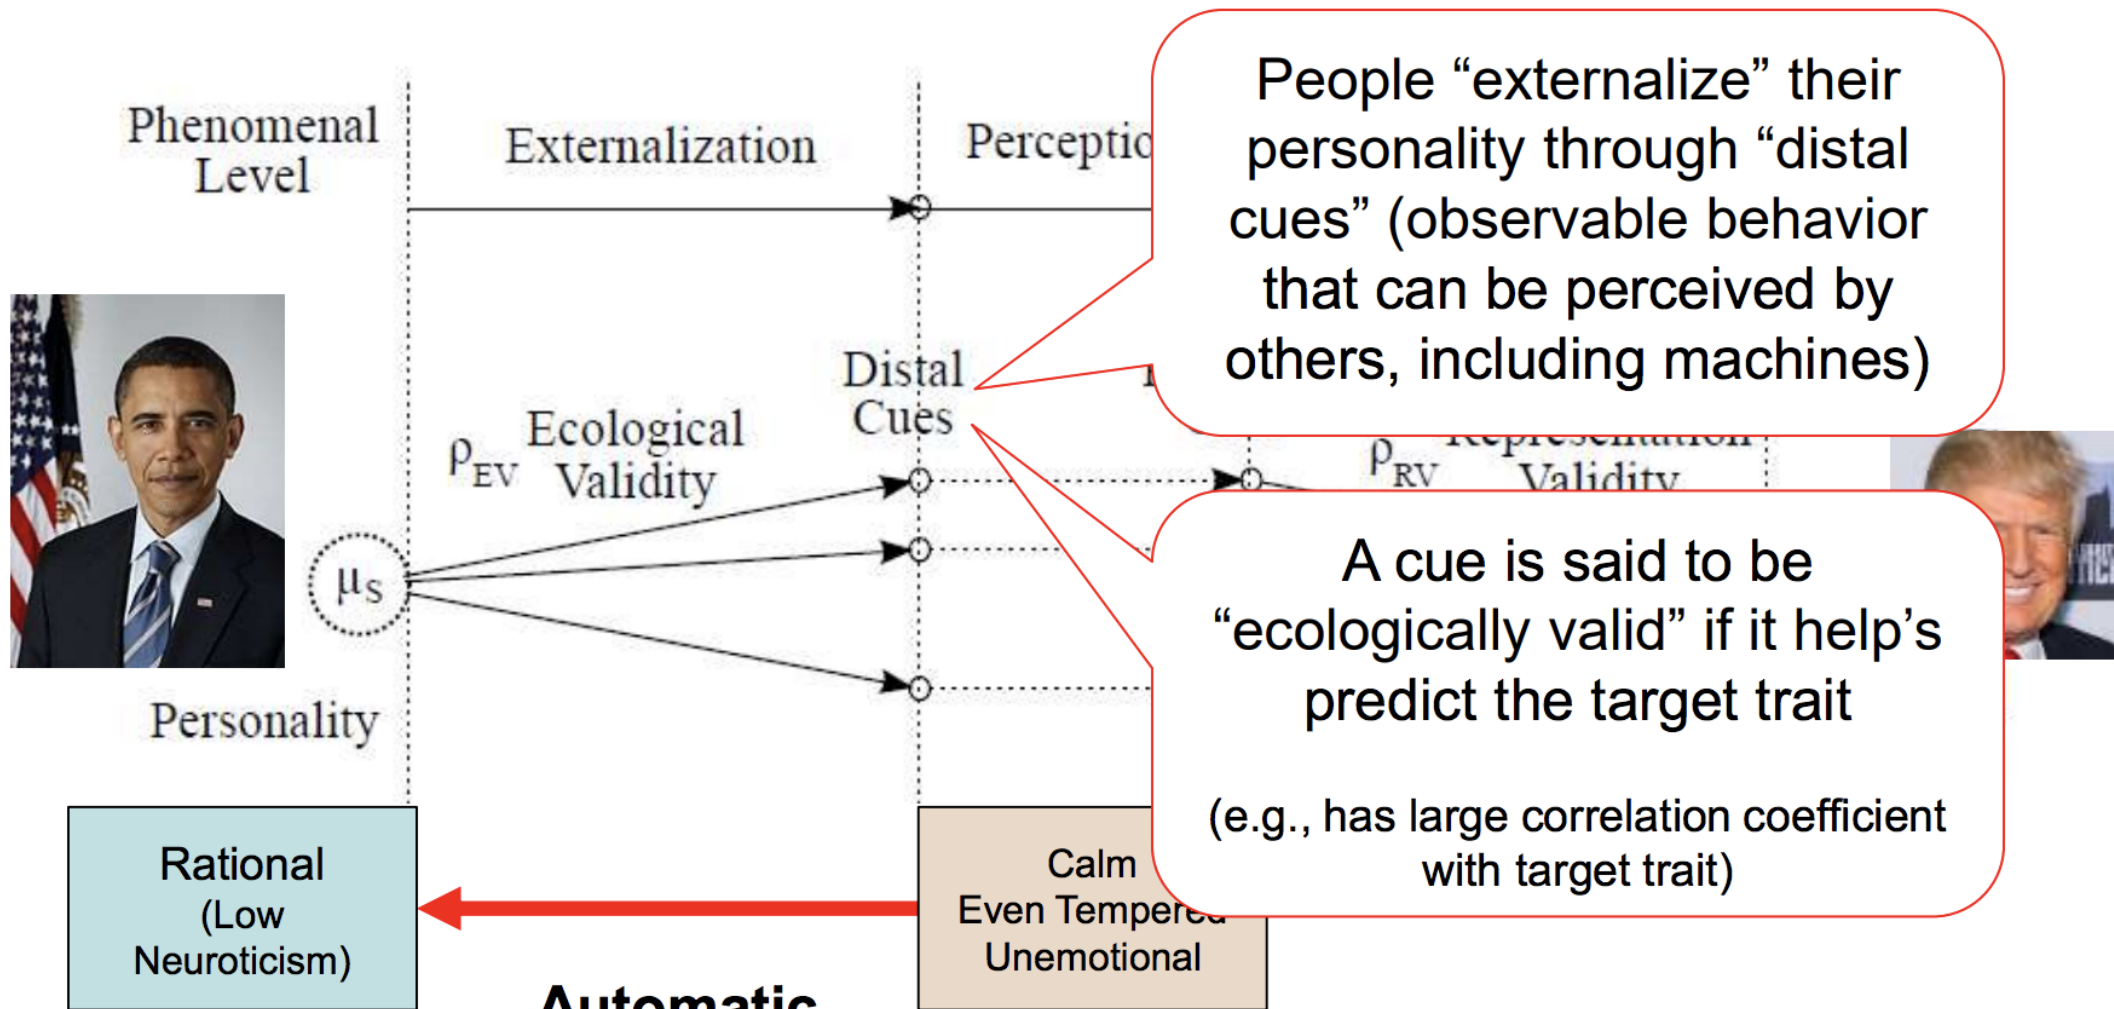 Phenomenal
Level
Externalization
Perceptio
People “externalize” their
personality through “distal
cues” (observable behavior
that can be perceived by
others, including machines)
Distal
Cues
ρEV Ecological
Validity
ρRV Representation
Validity
μS
Personality
A cue is said to be
“ecologically valid” if it help’s
predict the target trait
(e.g., has large correlation coefficient
with target trait)
Rational
(Low
Neuroticism)
Calm
Even Tempered
Unemotional
Automatic